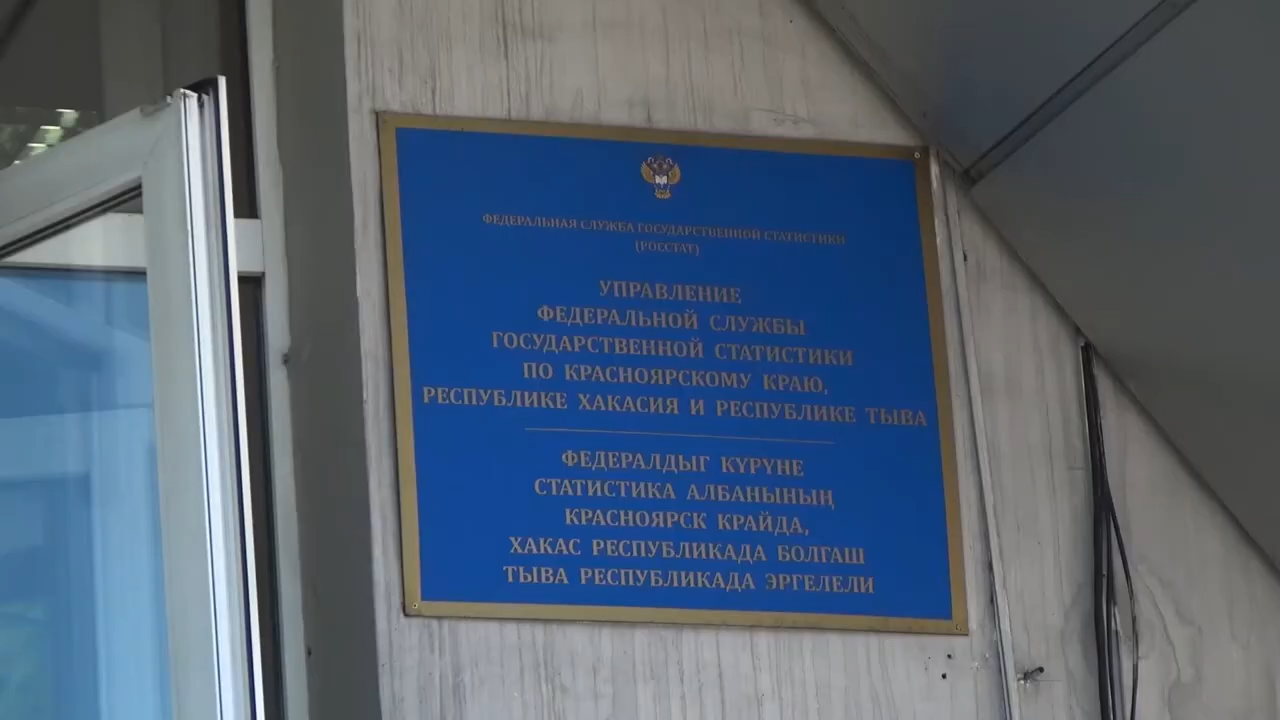 ФЕДЕРАЛЬНАЯ СЛУЖБА ГОСУДАРСТВЕННОЙ СТАТИСТИКИ
(РОССТАТ)
УПРАВЛЕНИЕ
ФЕДЕРАЛЬНОЙ СЛУЖБЫ
ГОСУДАРСТВЕННОЙ СТАТИСТИКИ
ПО КРАСНОЯРСКОМУ КРАЮ,
РЕСПУБЛИКЕ ХАКАСИЯ И РЕСПУБЛИКЕ ТЫВА
ФЕДЕРАЛДЫГ КҮРҮНЕ
СТАТИСТИКА АЛБАНЫНЫҢ
КРАСНОЯРСК КРАЙДА,
ХАКАС РЕСПУБЛИКАДА БОЛГАШ
ТЫВА РЕСПУБЛИКАДА ЭРГЕЛЕЛИ